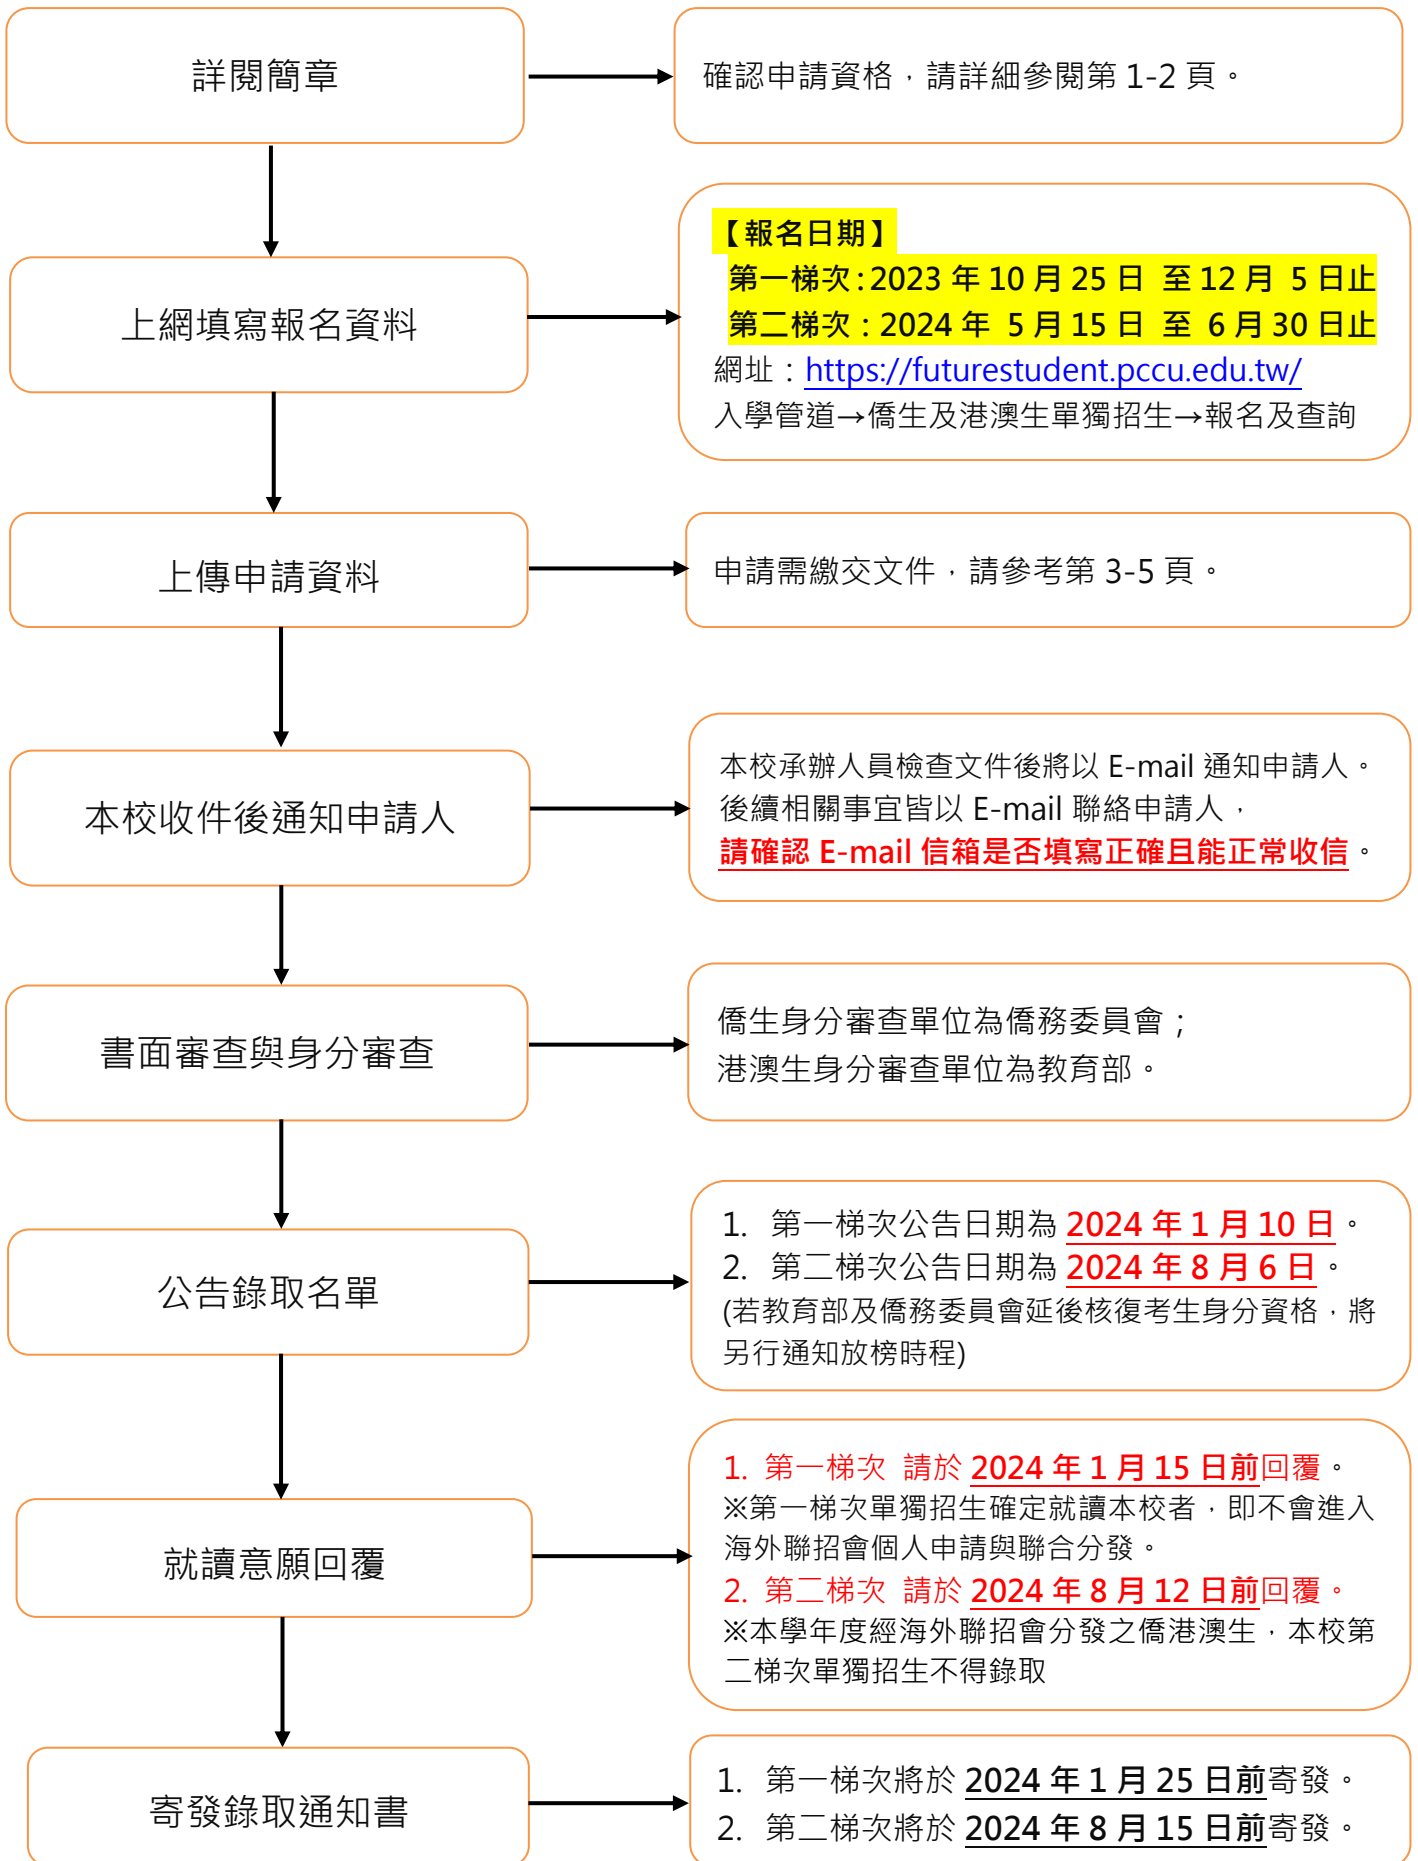 詳閱簡章
確認申請資格，請詳細參閱第 1-2 頁。
上網填寫報名資料
【報名日期】
第一梯次：2023 年 10 月 25 日 至 12 月 5 日止
第二梯次：2024 年 5 月 15 日 至 6 月 30 日止
網址：https://futurestudent.pccu.edu.tw/
入學管道→僑生及港澳生單獨招生→報名及查詢
上傳申請資料
申請需繳交文件，請參考第 3-5 頁。
本校收件後通知申請人
本校承辦人員檢查文件後將以 E-mail 通知申請人。
後續相關事宜皆以 E-mail 聯絡申請人，
請確認 E-mail 信箱是否填寫正確且能正常收信。
書面審查與身分審查
僑生身分審查單位為僑務委員會；
港澳生身分審查單位為教育部。
公告錄取名單
1. 第一梯次公告日期為 2024 年 1 月 10 日。
2. 第二梯次公告日期為 2024 年 8 月 6 日。
(若教育部及僑務委員會延後核復考生身分資格，將
另行通知放榜時程)
就讀意願回覆
1. 第一梯次 請於 2024 年 1 月 15 日前回覆。
※第一梯次單獨招生確定就讀本校者，即不會進入
海外聯招會個人申請與聯合分發。
2. 第二梯次 請於 2024 年 8 月 12 日前回覆。
※本學年度經海外聯招會分發之僑港澳生，本校第
二梯次單獨招生不得錄取
寄發錄取通知書
1. 第一梯次將於 2024 年 1 月 25 日前寄發。
2. 第二梯次將於 2024 年 8 月 15 日前寄發。